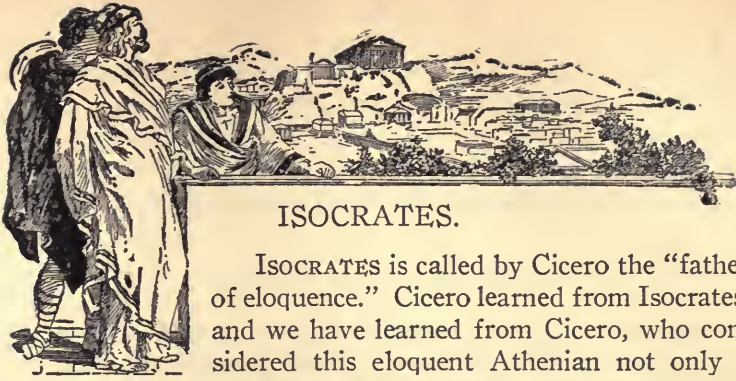 ISOCRATES.
ISOCRATES is called by Cicero the “fathe
of eloquence.” Cicero learned from Isocrates
and we have learned from Cicero, who con
sidered this eloquent Athenian not only